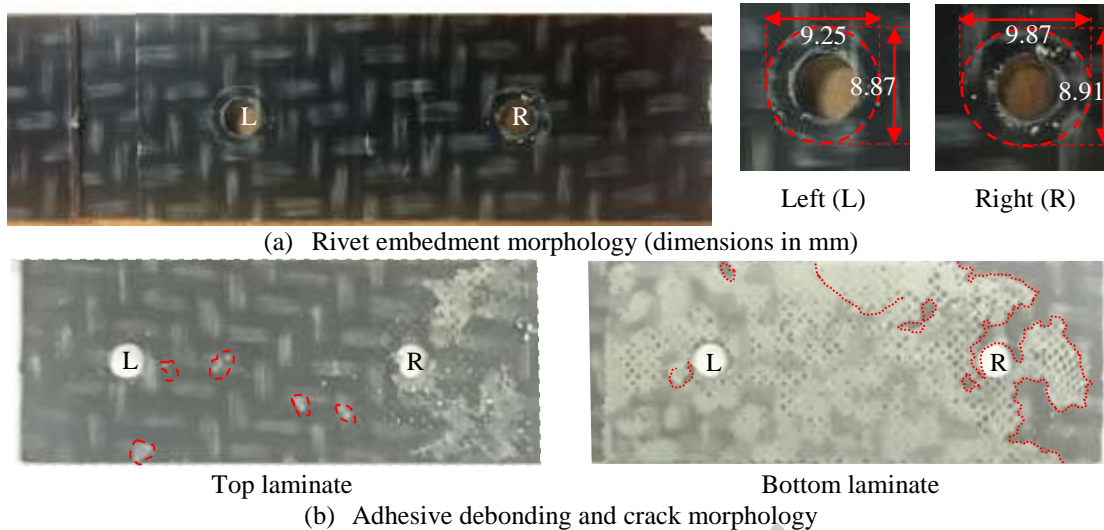 L
R
9.25
8.87
9.87
8.91
Left (L)
Right (R)
(a) Rivet embedment morphology (dimensions in mm)
L
R
L
R
Top laminate
Bottom laminate
(b) Adhesive debonding and crack morphology